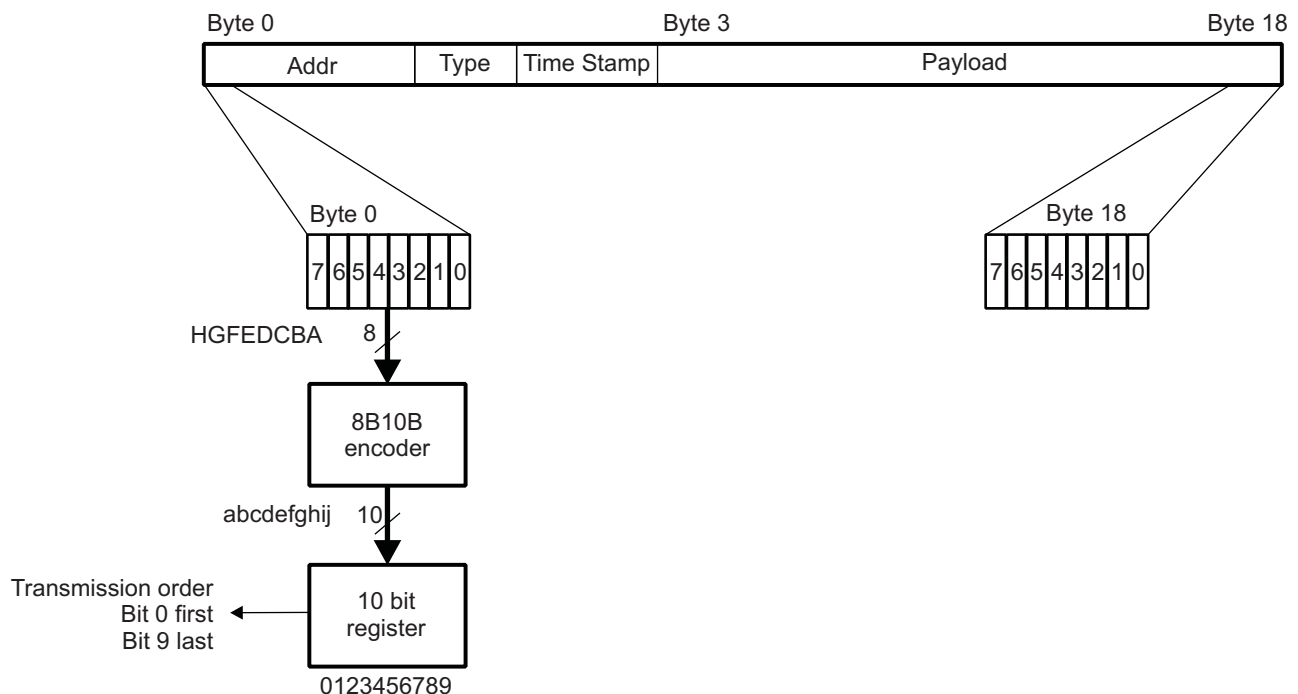 Byte 0 Byte 3 Byte 18
Addr Type Time Stamp Payload
Byte 0 Byte 18
7 6 5 4 3 2 1 0 7 6 5 4 3 2 1 0
HGFEDCBA 8
8B10B
encoder
abcdefghij 10
Transmission order
Bit 0 first
Bit 9 last
10 bit
register
0123456789